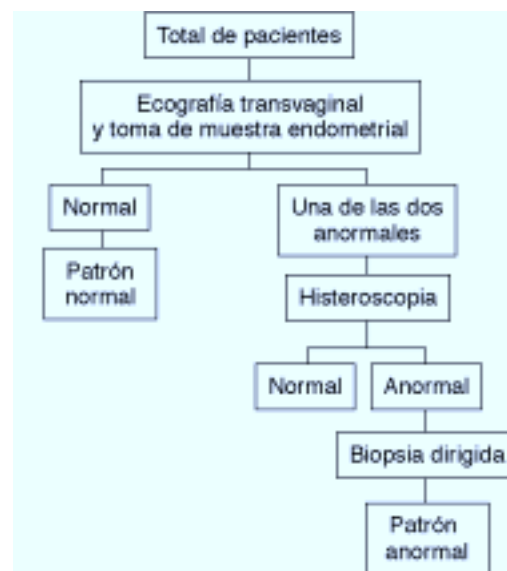 Total de pacientes
Ecografía transvaginal
y toma de muestra endometrial
Normal
Una de las dos
anormales
Patrón
normal
Histeroscopia
Normal
Anormal
Biopsia dirigida
Patrón
anormal